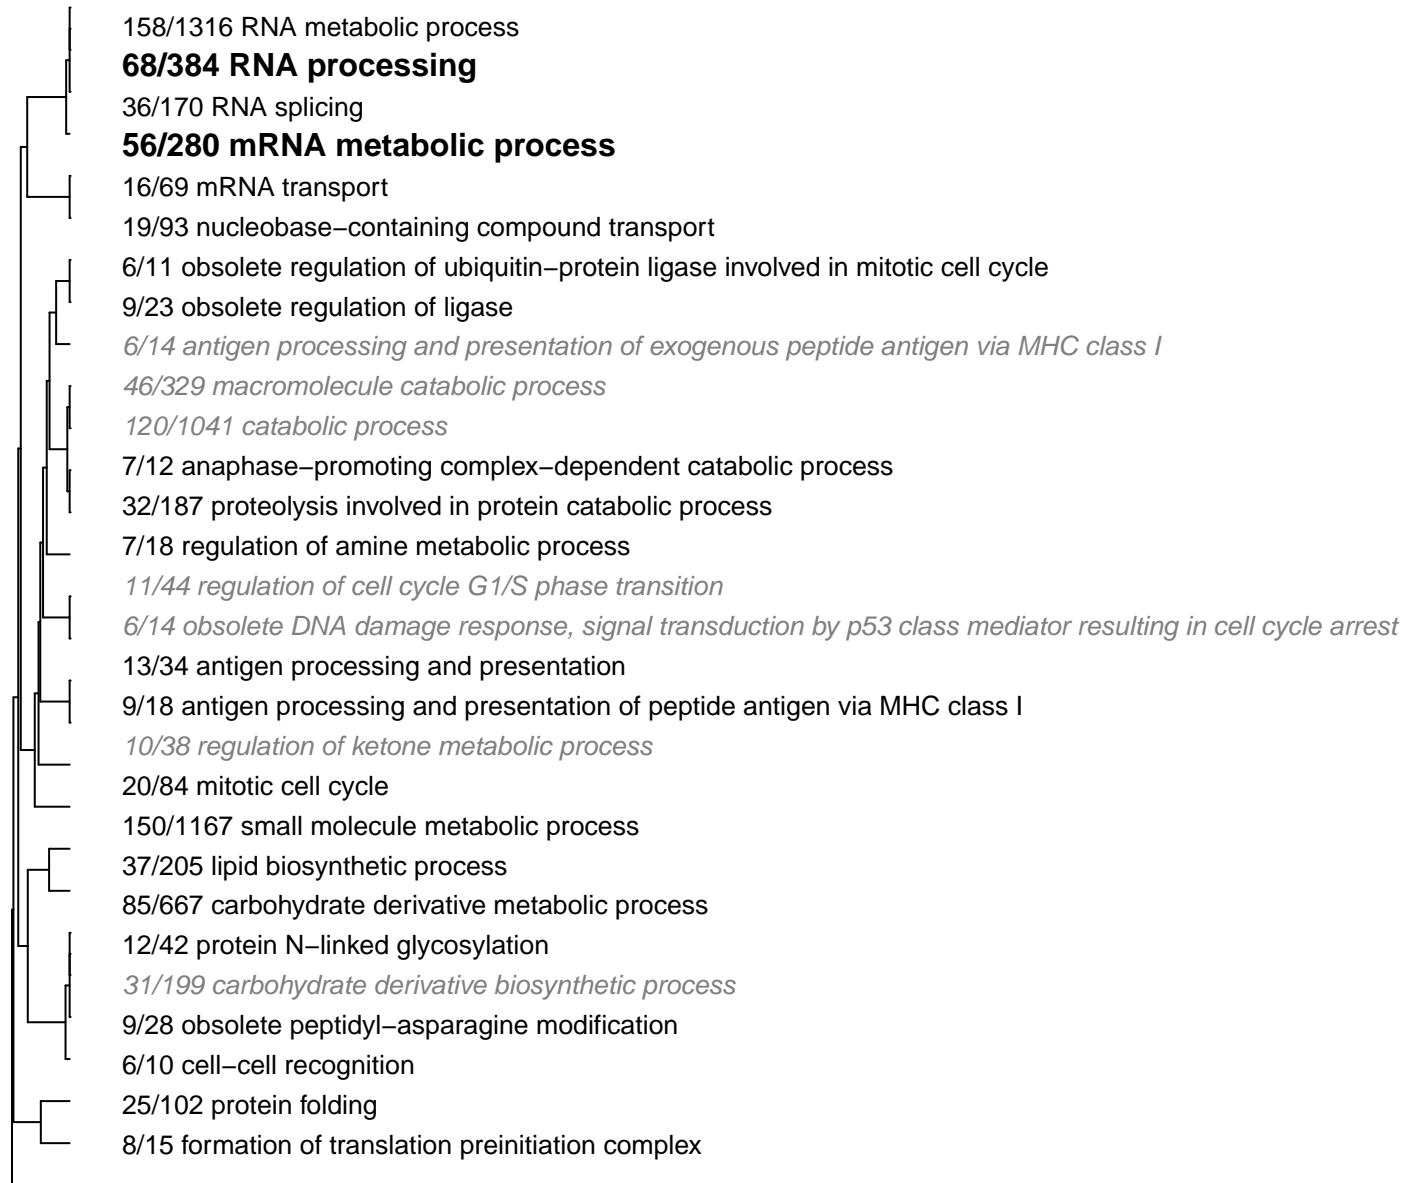 158/1316 RNA metabolic process
68/384 RNA processing
36/170 RNA splicing
56/280 mRNA metabolic process
16/69 mRNA transport
19/93 nucleobase−containing compound transport
6/11 obsolete regulation of ubiquitin−protein ligase involved in mitotic cell cycle
9/23 obsolete regulation of ligase
6/14 antigen processing and presentation of exogenous peptide antigen via MHC class I
46/329 macromolecule catabolic process
120/1041 catabolic process
7/12 anaphase−promoting complex−dependent catabolic process
32/187 proteolysis involved in protein catabolic process
7/18 regulation of amine metabolic process
11/44 regulation of cell cycle G1/S phase transition
6/14 obsolete DNA damage response, signal transduction by p53 class mediator resulting in cell cycle arrest
13/34 antigen processing and presentation
9/18 antigen processing and presentation of peptide antigen via MHC class I
10/38 regulation of ketone metabolic process
20/84 mitotic cell cycle
150/1167 small molecule metabolic process
37/205 lipid biosynthetic process
85/667 carbohydrate derivative metabolic process
12/42 protein N−linked glycosylation
31/199 carbohydrate derivative biosynthetic process
9/28 obsolete peptidyl−asparagine modification
6/10 cell−cell recognition
25/102 protein folding
8/15 formation of translation preinitiation complex